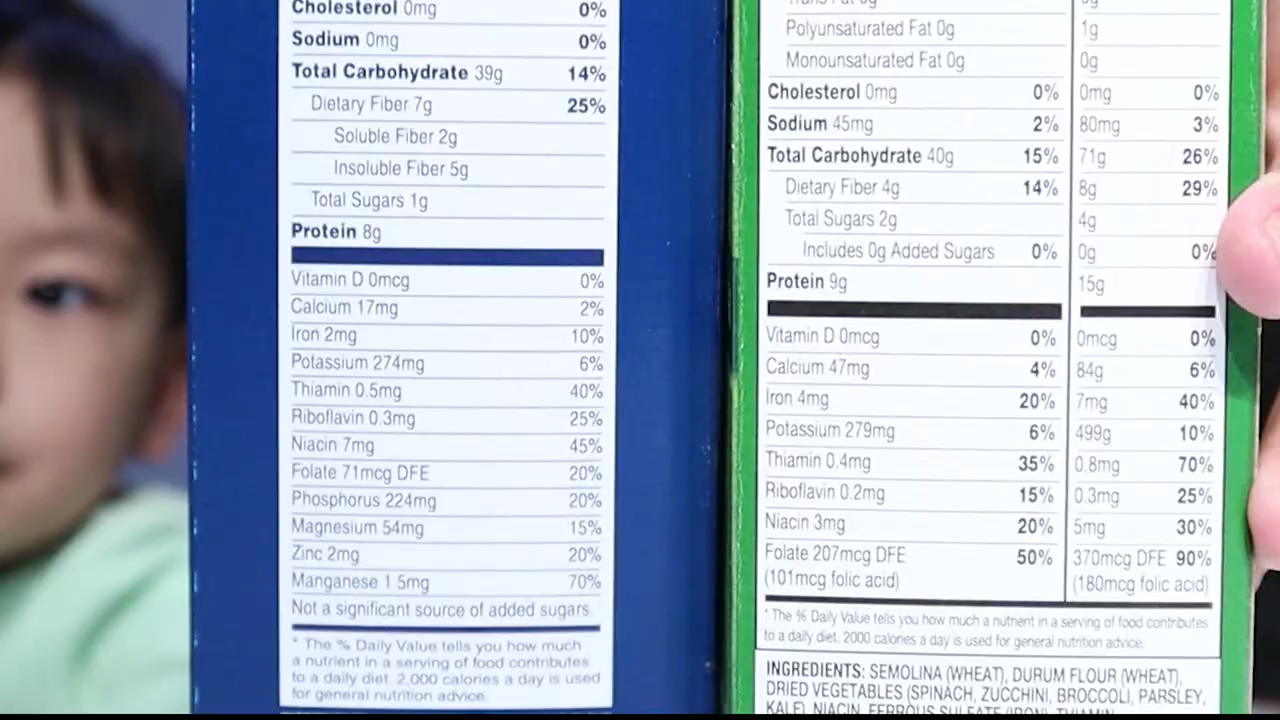 Cholesterol 0mg 0%
Sodium 0mg 0%
Total Carbohydrate 39g 14%
Dietary Fiber 7g 25%
Soluble Fiber 2g
Insoluble Fiber 5g
Total Sugars 1g
Protein 8g
Vitamin D 0mcg 0%
Calcium 17mg 2%
Iron 2mg 10%
Potassium 274mg 6%
Thiamin 0.5mg 40%
Riboflavin 0.3mg 25%
Niacin 7mg 45%
Folate 71mcg DFE 20%
Phosphorus 224mg 20%
Magnesium 54mg 15%
Zinc 2mg 20%
Manganese 1 5mg 70%
Not a significant source of added sugars.
* The % Daily Value tells you how much
a nutrient in a serving of food contributes
to a daily diet. 2,000 calories a day is used
for general nutrition advice.
Trans Fat 0g 0g
Polyunsaturated Fat 0g 1g
Monounsaturated Fat 0g 0g
Cholesterol 0mg 0% 0mg 0%
Sodium 45mg 2% 80mg 3%
Total Carbohydrate 40g 15% 71g 26%
Dietary Fiber 4g 14% 8g 29%
Total Sugars 2g 4g
Includes 0g Added Sugars 0% 0g 0%
Protein 9g 15g
Vitamin D 0mcg 0% 0mcg 0%
Calcium 47mg 4% 84g 6%
Iron 4mg 20% 7mg 40%
Potassium 279mg 6% 499g 10%
Thiamin 0.4mg 35% 0.8mg 70%
Riboflavin 0.2mg 15% 0.3mg 25%
Niacin 3mg 20% 5mg 30%
Folate 207mcg DFE 50% 370mcg DFE 90%
(101mcg folic acid) (180mcg folic acid)
* The % Daily Value tells you how much a nutrient in a serving of food contributes
to a daily diet. 2000 calories a day is used for general nutrition advice.
INGREDIENTS: SEMOLINA (WHEAT), DURUM FLOUR (WHEAT),
DRIED VEGETABLES (SPINACH, ZUCCHINI, BROCCOLI, PARSLEY,
KALE), NIACIN, FERROUS SULFATE (IRON), THIAMIN